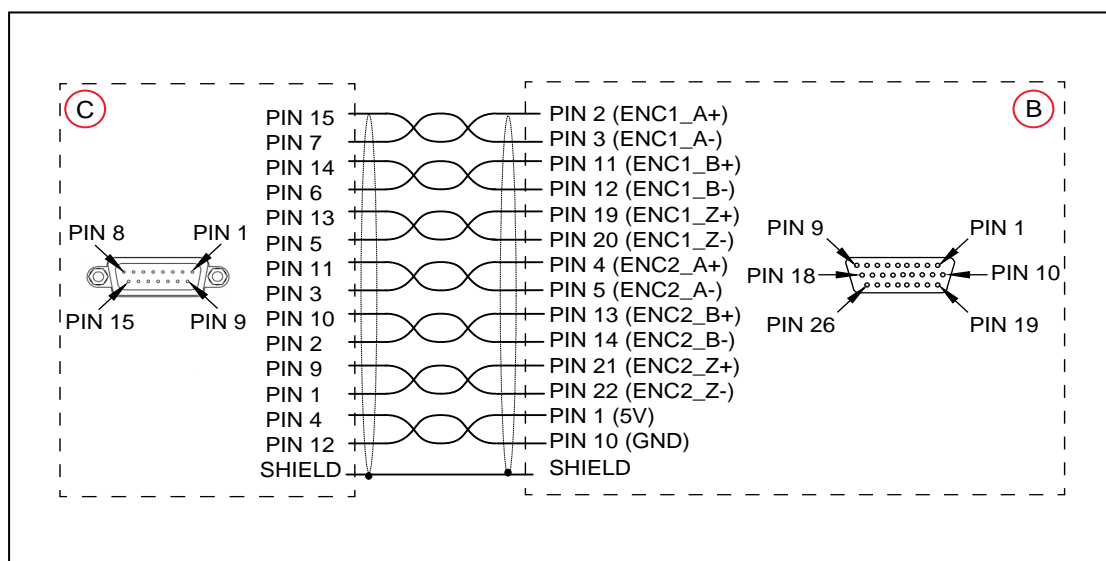 C
B
PIN 15
PIN 2 (ENC1_A+)
PIN 7
PIN 3 (ENC1_A-)
PIN 14
PIN 11 (ENC1_B+)
PIN 6
PIN 12 (ENC1_B-)
PIN 13
PIN 19 (ENC1_Z+)
PIN 5
PIN 20 (ENC1_Z-)
PIN 11
PIN 4 (ENC2_A+)
PIN 3
PIN 5 (ENC2_A-)
PIN 10
PIN 13 (ENC2_B+)
PIN 2
PIN 14 (ENC2_B-)
PIN 9
PIN 21 (ENC2_Z+)
PIN 1
PIN 22 (ENC2_Z-)
PIN 4
PIN 1 (5V)
PIN 12
PIN 10 (GND)
SHIELD
SHIELD
PIN 8
PIN 1
PIN 15
PIN 9
PIN 9
PIN 1
PIN 18
PIN 10
PIN 26
PIN 19